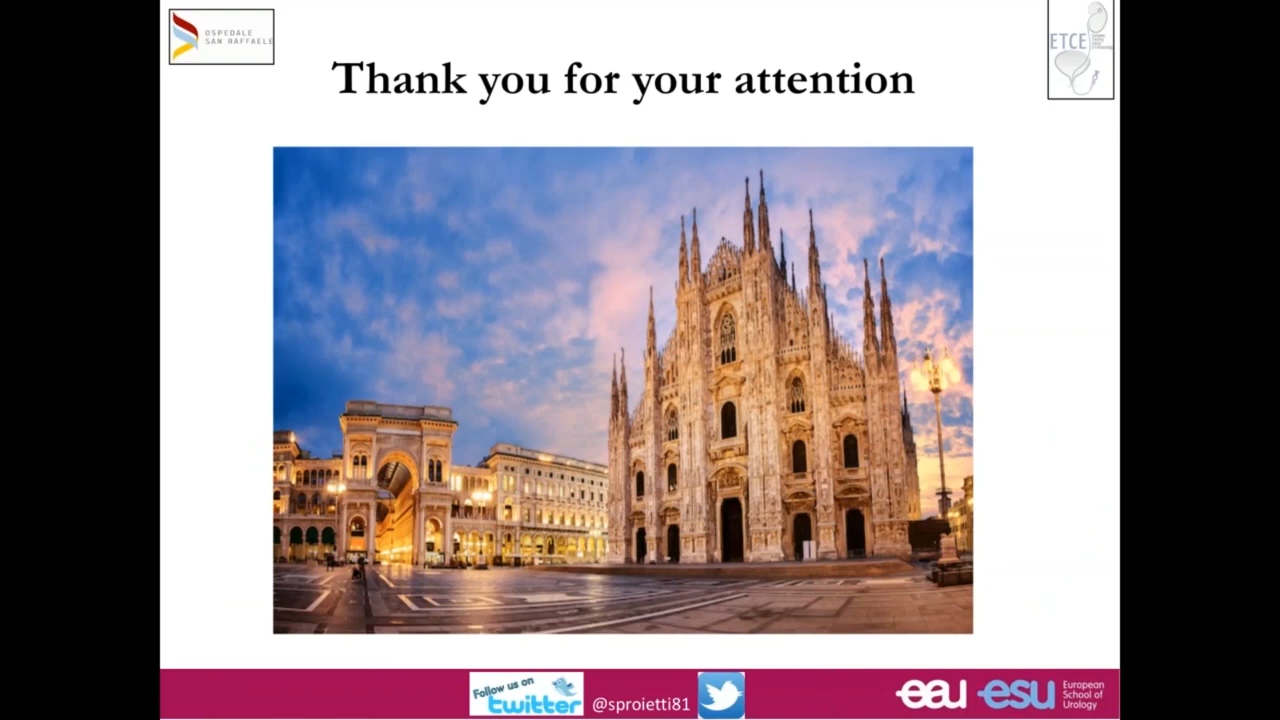 OSPEDALE
SAN RAFFAELE
ETCE
Thank you for your attention
Follow us on
twitter
@sproietti81
eau esu
European
School of
Urology